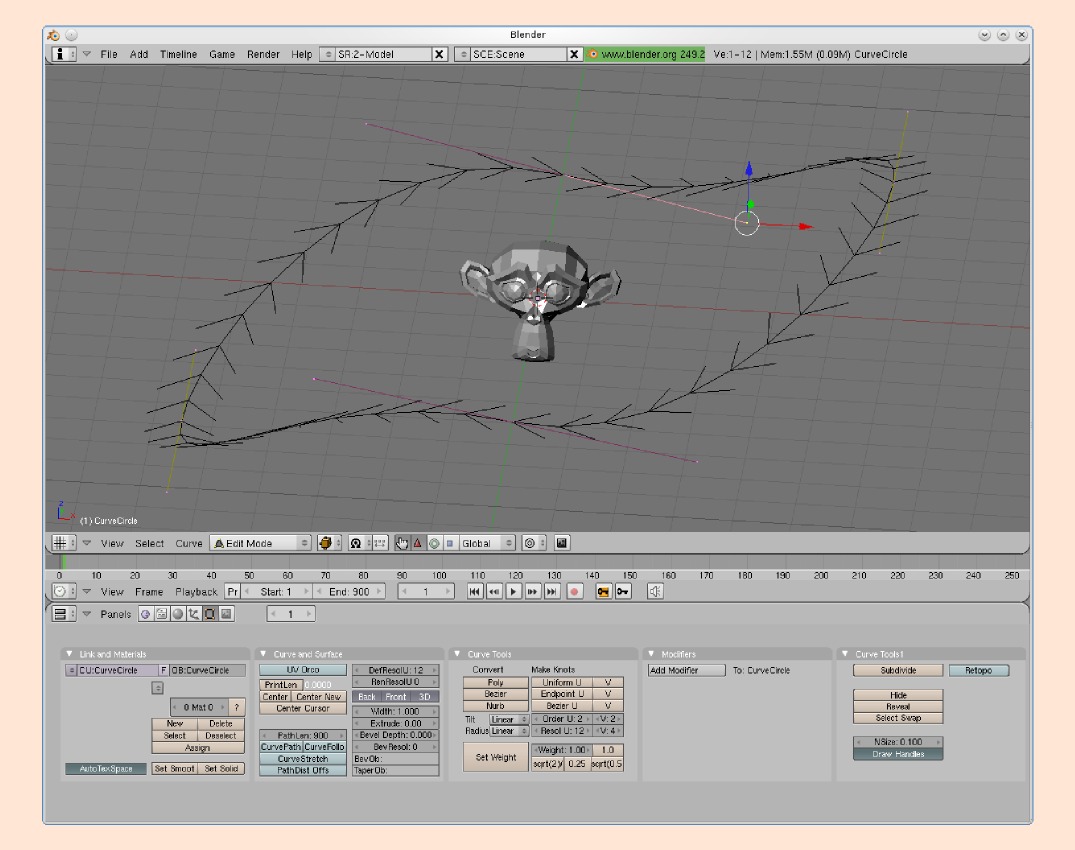 Blender
File Add Timeline Game Render Help SR:2-Model X SCE:Scene X www.blender.org 249.2 Ve:1-12 | Mem:1.55M (0.09M) CurveCircle
z
x
(1) CurveCircle
View Select Curve Edit Mode Global
0 10 20 30 40 50 60 70 80 90 100 110 120 130 140 150 160 170 180 190 200 210 220 230 240 250
View Frame Playback Pr Start: 1 End: 900 1
Panels 1
Link and Materials Curve and Surface Curve Tools Modifiers Curve Tools1
CU:CurveCircle F OB:CurveCircle UV Orco DefResolU: 12 Convert Make Knots Add Modifier To: CurveCircle Subdivide Retopo
PrintLen 0.0000 RenResolU 0 Poly Uniform U V
Center Center New Back Front 3D Bezier Endpoint U V Hide
0 Mat 0 ? Center Cursor Width: 1.000 Nurb Bezier U V Reveal
New Delete Extrude: 0.00 Tilt Linear Order U: 2 V: 2 Select Swap
Select Deselect PathLen: 900 Bevel Depth: 0.000 Radius Linear Resol U: 12 V: 4
Assign CurvePath CurveFollo BevResol: 0 Set Weight Weight: 1.00 1.0 NSize: 0.100
CurveStretch BevOb: sqrt(2)/ 0.25 sqrt(0.5 Draw Handles
AutoTexSpace Set Smoot Set Solid PathDist Offs TaperOb: